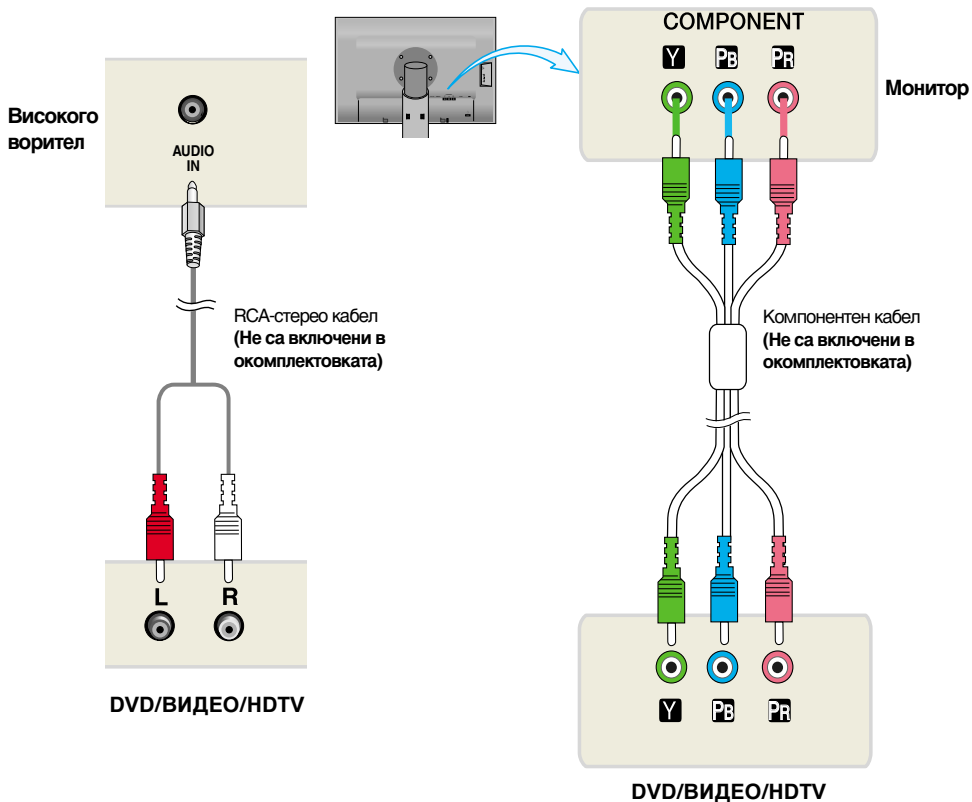 COMPONENT
Y PB PR
Монитор
Високого
ворител
AUDIO
IN
RCA-стерео кабел
(Не са включени в
окомплектовката)
Компонентен кабел
(Не са включени в
окомплектовката)
L R
DVD/ВИДЕО/HDTV
Y PB PR
DVD/ВИДЕО/HDTV